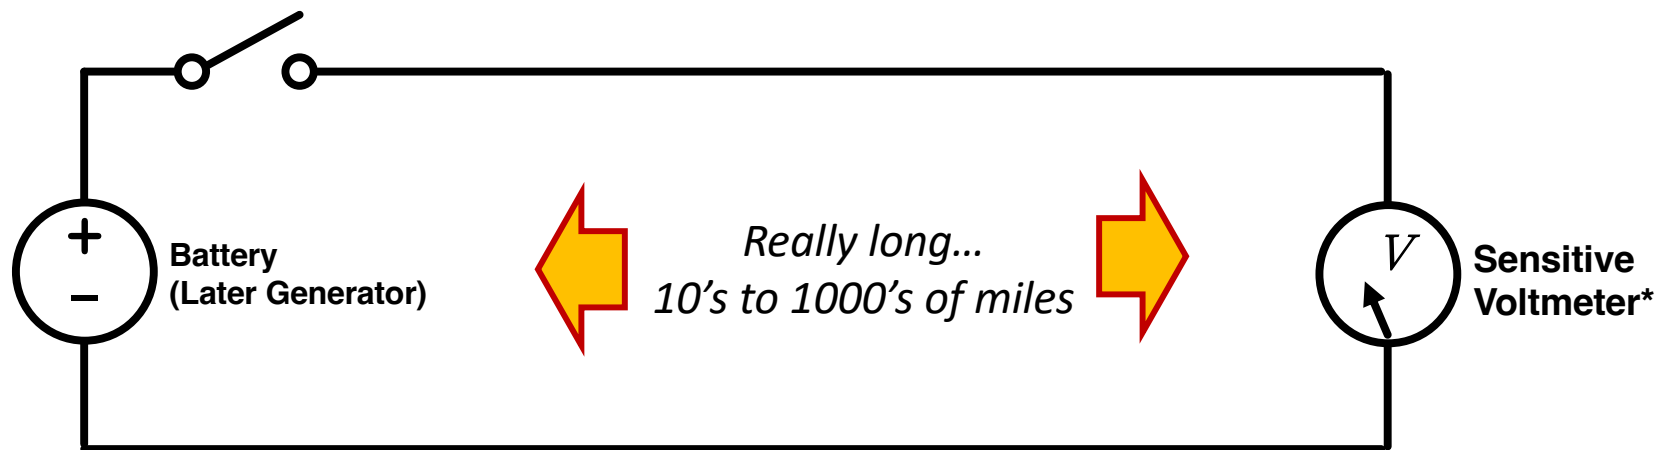 +
−
Battery
(Later Generator)
Really long…
10’s to 1000’s of miles
V
Sensitive
Voltmeter*